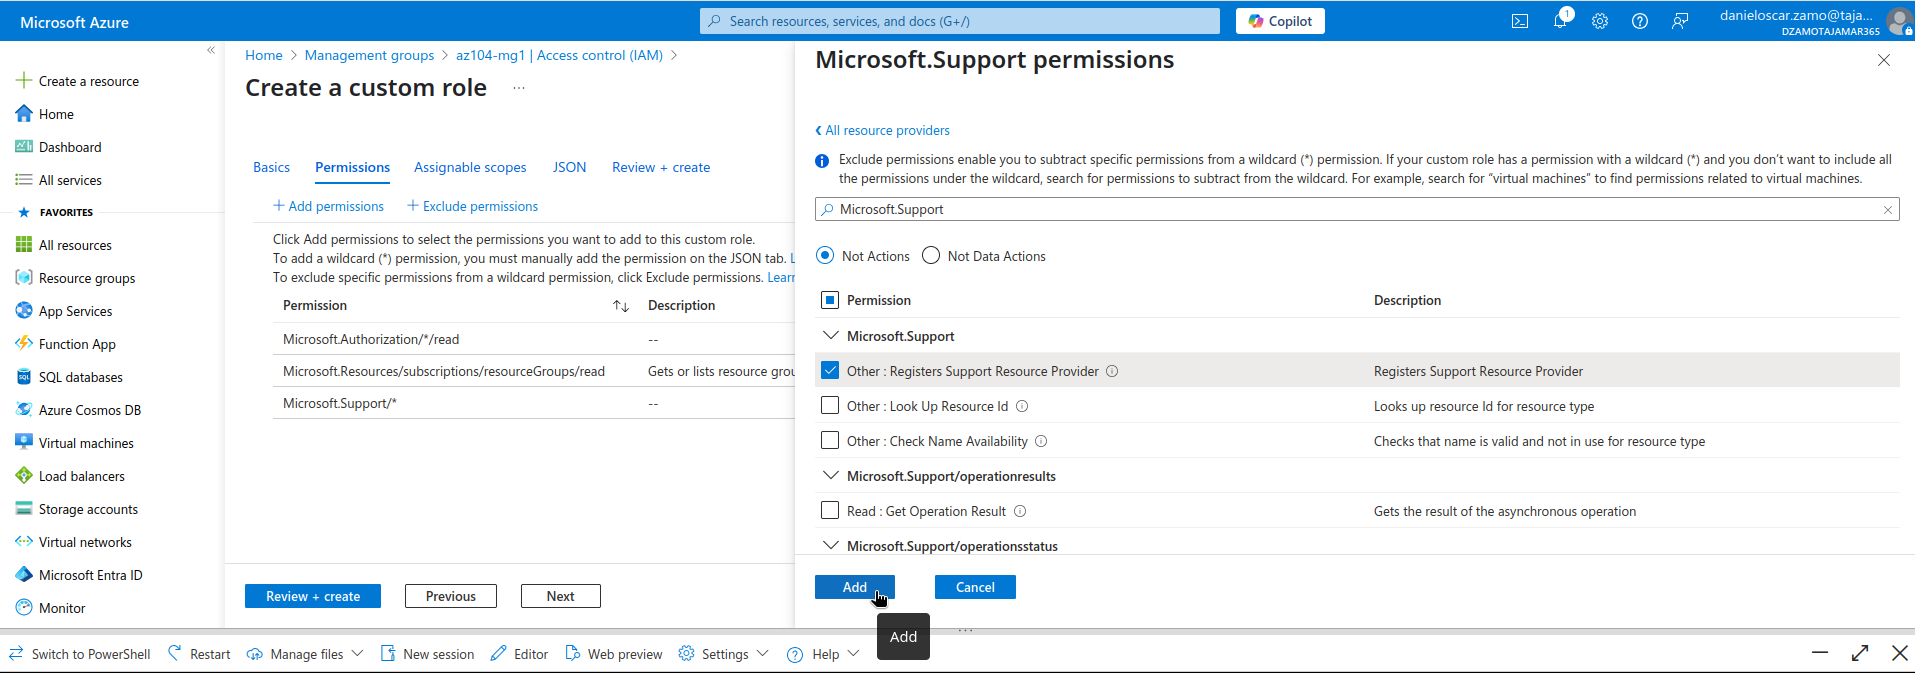 Microsoft Azure
Search resources, services, and docs (G+/)
Copilot
1
danieloscar.zamo@taja...
DZAMOTAJAMAR365
«
Create a resource
Home
Dashboard
All services
FAVORITES
All resources
Resource groups
App Services
Function App
SQL databases
Azure Cosmos DB
Virtual machines
Load balancers
Storage accounts
Virtual networks
Microsoft Entra ID
Monitor
Home > Management groups > az104-mg1 | Access control (IAM) >
Create a custom role ...
Basics Permissions Assignable scopes JSON Review + create
+ Add permissions + Exclude permissions
Click Add permissions to select the permissions you want to add to this custom role.
To add a wildcard (*) permission, you must manually add the permission on the JSON tab. L
To exclude specific permissions from a wildcard permission, click Exclude permissions. Lear
Permission ↑↓ Description
Microsoft.Authorization/*/read --
Microsoft.Resources/subscriptions/resourceGroups/read Gets or lists resource grou
Microsoft.Support/* --
Review + create Previous Next
Microsoft.Support permissions
All resource providers
Exclude permissions enable you to subtract specific permissions from a wildcard (*) permission. If your custom role has a permission with a wildcard (*) and you don't want to include all
the permissions under the wildcard, search for permissions to subtract from the wildcard. For example, search for “virtual machines” to find permissions related to virtual machines.
Microsoft.Support
Not Actions Not Data Actions
Permission Description
Microsoft.Support
Other : Registers Support Resource Provider Registers Support Resource Provider
Other : Look Up Resource Id Looks up resource Id for resource type
Other : Check Name Availability Checks that name is valid and not in use for resource type
Microsoft.Support/operationresults
Read : Get Operation Result Gets the result of the asynchronous operation
Microsoft.Support/operationsstatus
Add Cancel
Add
...
Switch to PowerShell Restart Manage files New session Editor Web preview Settings Help